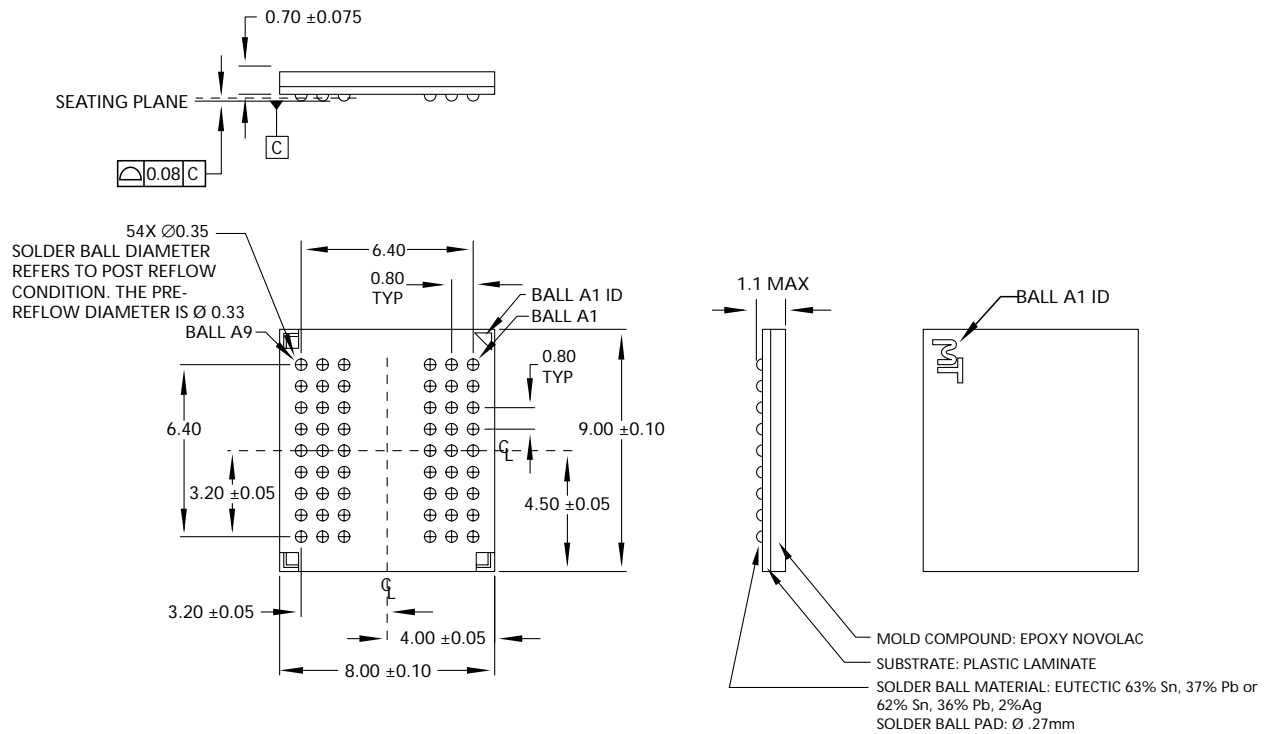 0.70 ±0.075
SEATING PLANE
C
0.08 C
54X Ø0.35
SOLDER BALL DIAMETER
REFERS TO POST REFLOW
CONDITION. THE PRE-
REFLOW DIAMETER IS Ø 0.33
BALL A9
6.40
0.80
TYP
BALL A1 ID
BALL A1
0.80
TYP
6.40
3.20 ±0.05
9.00 ±0.10
CL
4.50 ±0.05
CL
3.20 ±0.05
4.00 ±0.05
8.00 ±0.10
1.1 MAX
BALL A1 ID
MT
MOLD COMPOUND: EPOXY NOVOLAC
SUBSTRATE: PLASTIC LAMINATE
SOLDER BALL MATERIAL: EUTECTIC 63% Sn, 37% Pb or
62% Sn, 36% Pb, 2%Ag
SOLDER BALL PAD: Ø .27mm